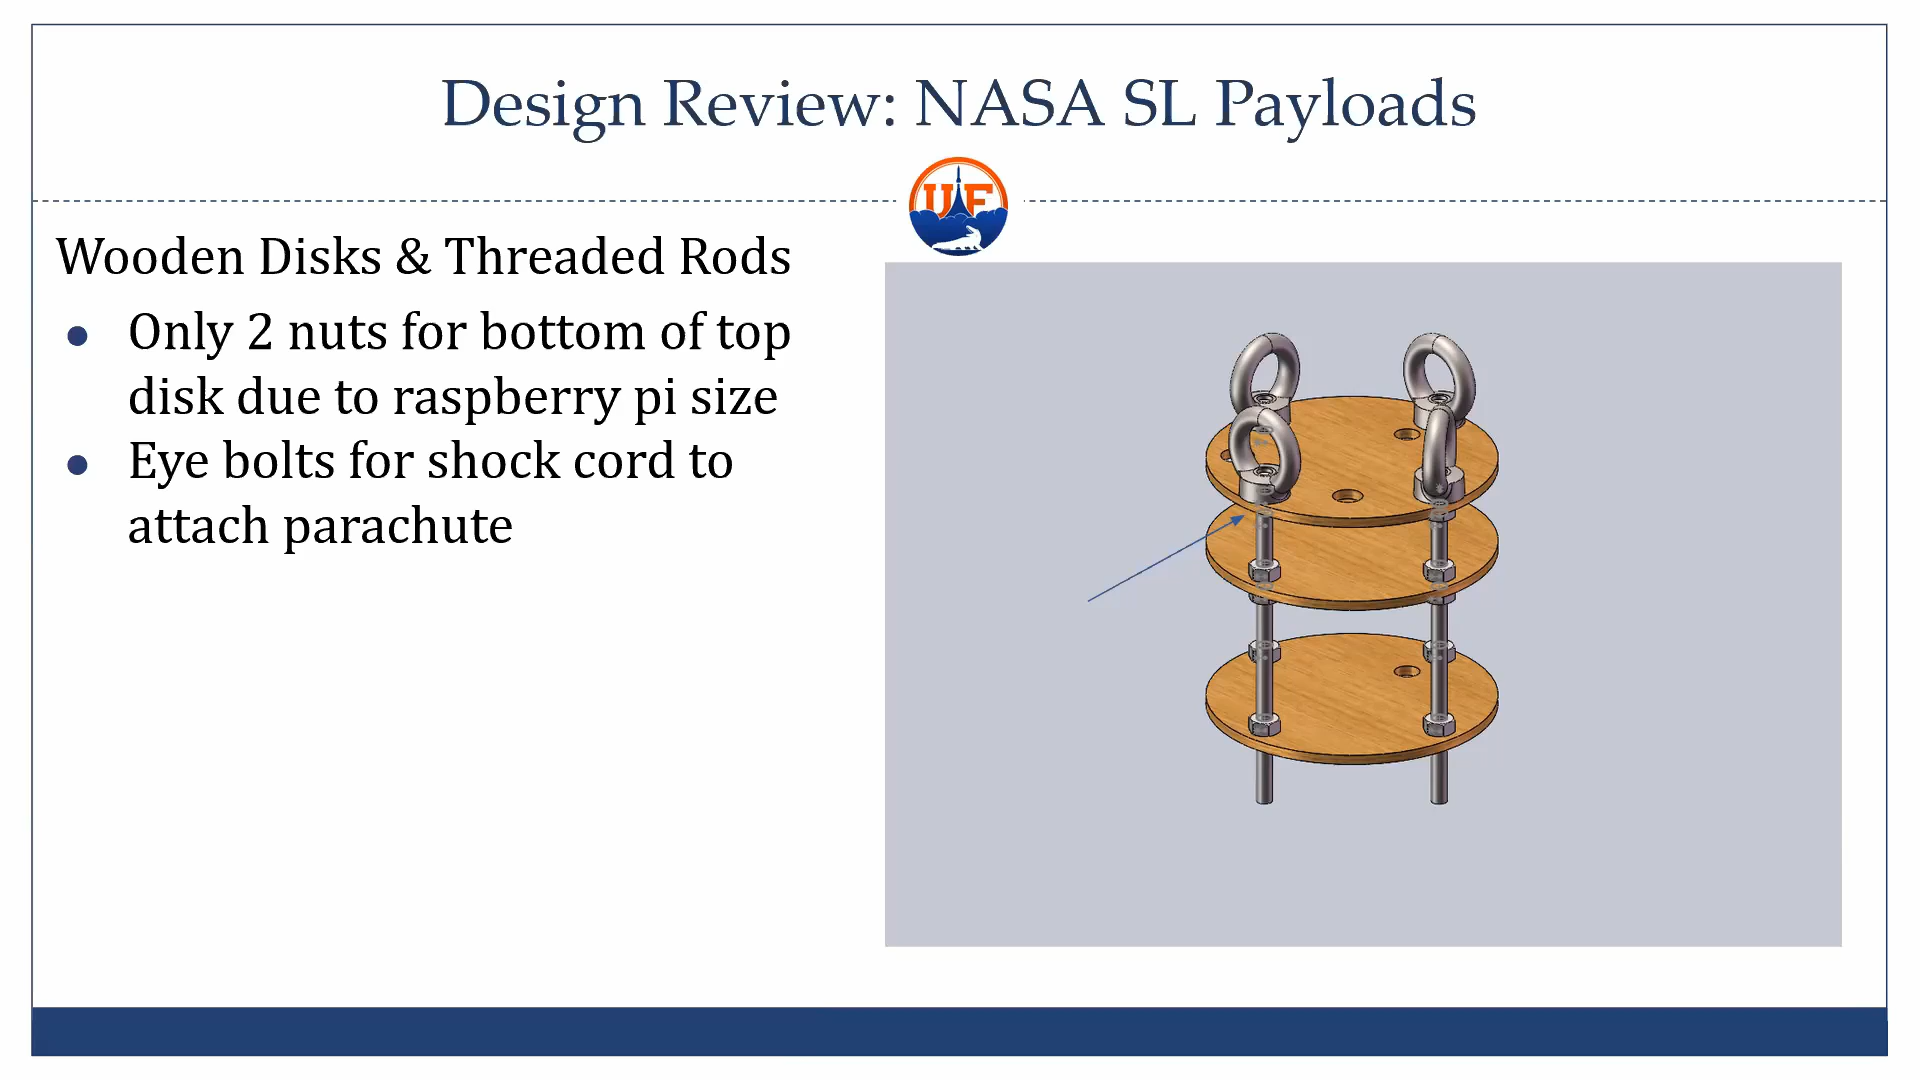 Design Review: NASA SL Payloads
UF
Wooden Disks & Threaded Rods
● Only 2 nuts for bottom of top
disk due to raspberry pi size
● Eye bolts for shock cord to
attach parachute